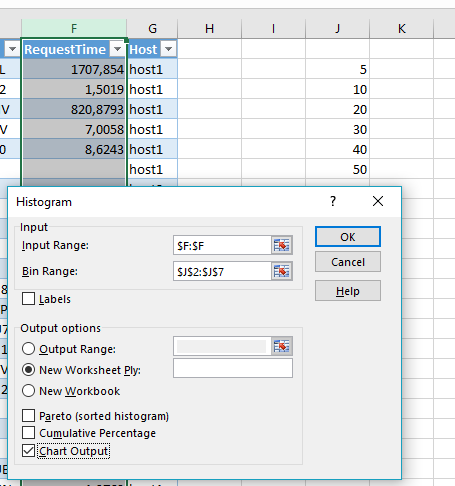 F G H I J K
RequestTime Host
L 1707,854 host1 5
2 1,5019 host1 10
V 820,8793 host1 20
V 7,0058 host1 30
0 8,6243 host1 40
host1 50
Histogram ? ×
Input
Input Range: $F:$F OK
Bin Range: $J$2:$J$7 Cancel
Labels Help
Output options
Output Range:
New Worksheet Ply:
New Workbook
Pareto (sorted histogram)
Cumulative Percentage
Chart Output